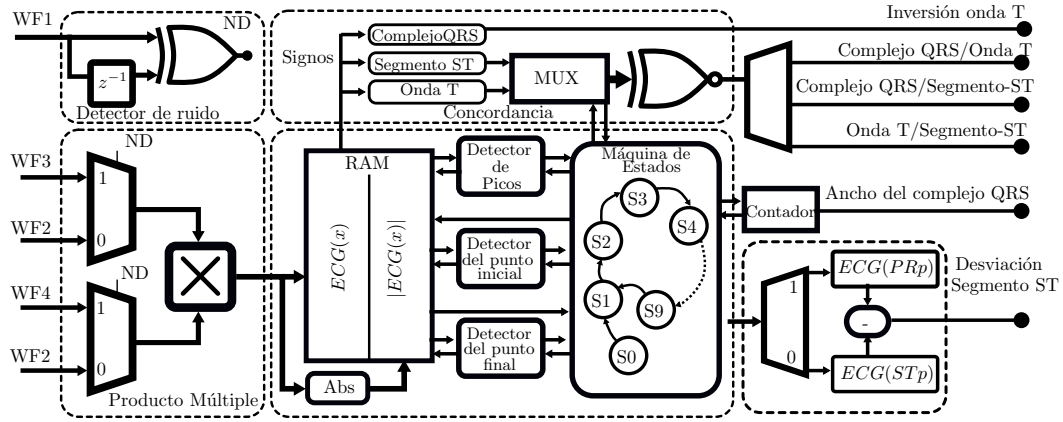 WF1
ND
z⁻¹
Detector de ruido
Signos
ComplejoQRS
Segmento ST
Onda T
MUX
Concordancia
Inversión onda T
Complejo QRS/Onda T
Complejo QRS/Segmento-ST
Onda T/Segmento-ST
WF3
WF2
ND
1
0
WF4
WF2
ND
1
0
Producto Múltiple
RAM
ECG(x)
|ECG(x)|
Abs
Detector
de
Picos
Detector
del punto
inicial
Detector
del punto
final
Máquina de
Estados
S3
S4
S2
S1
S9
S0
Contador
Ancho del complejo QRS
1
0
ECG(PRp)
-
ECG(STp)
Desviación
Segmento ST